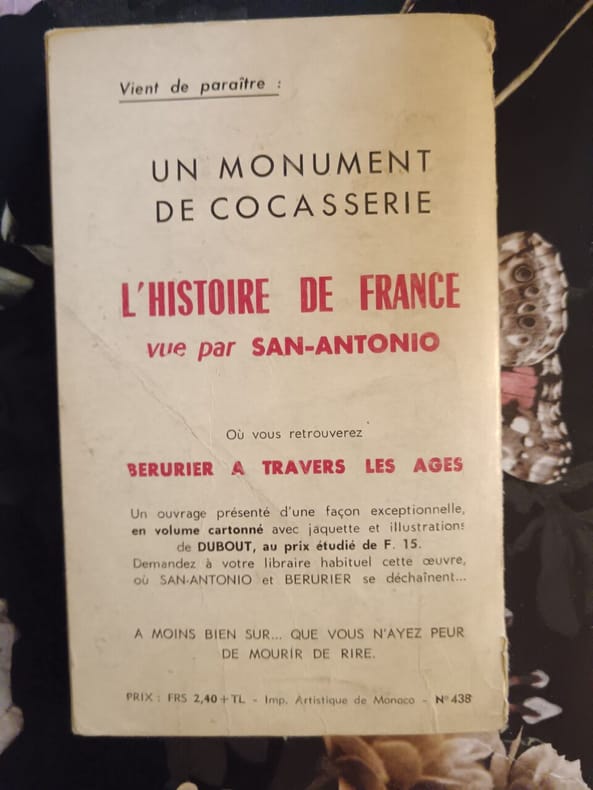 Vient de paraître :
UN MONUMENT
DE COCASSERIE
L'HISTOIRE DE FRANCE
vue par SAN-ANTONIO
Où vous retrouverez
BERURIER A TRAVERS LES AGES
Un ouvrage présenté d'une façon exceptionnelle,
en volume cartonné avec jaquette et illustrations
de DUBOUT, au prix étudié de F. 15.
Demandez à votre libraire habituel cette œuvre,
où SAN-ANTONIO et BERURIER se déchaînent...
A MOINS BIEN SUR... QUE VOUS N'AYEZ PEUR
DE MOURIR DE RIRE.
PRIX : FRS 2,40 + TL - Imp. Artistique de Monaco - N° 438